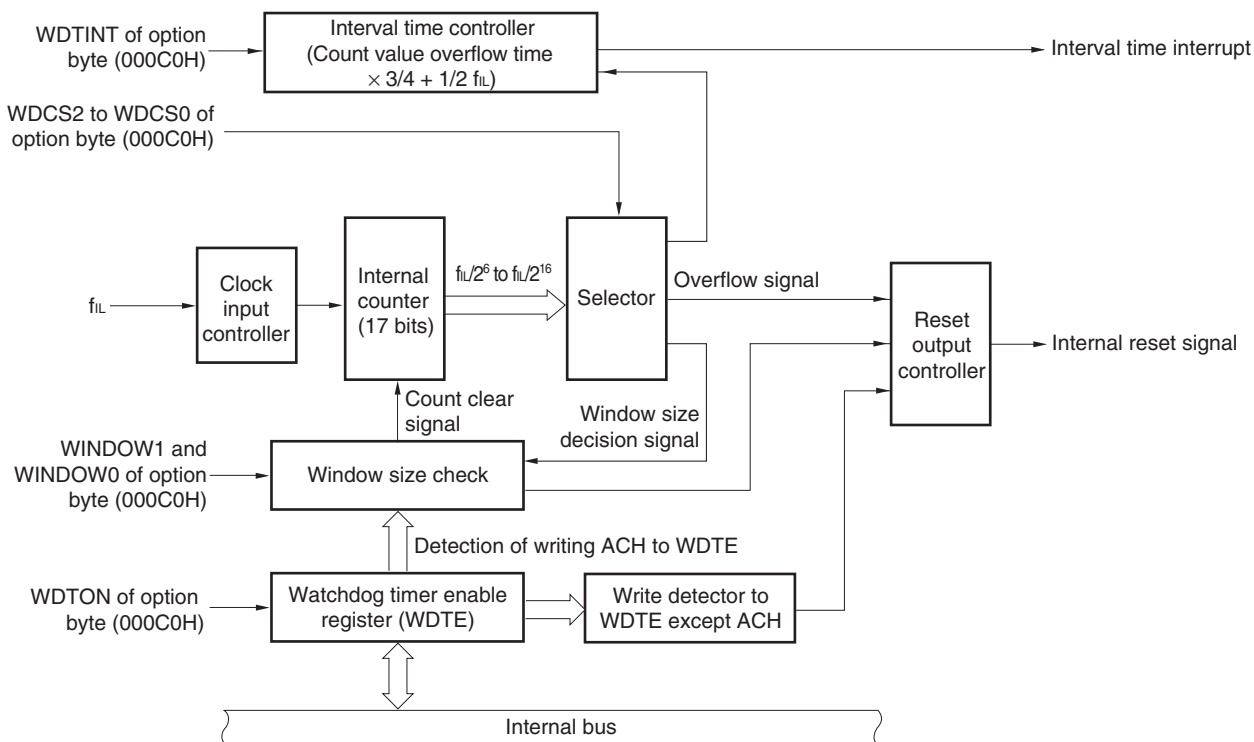 WDTINT of option
byte (000C0H)
Interval time controller
(Count value overflow time
× 3/4 + 1/2 fIL)
Interval time interrupt
WDCS2 to WDCS0 of
option byte (000C0H)
fIL
Clock
input
controller
Internal
counter
(17 bits)
fIL/2⁶ to fIL/2¹⁶
Selector
Overflow signal
Reset
output
controller
Internal reset signal
Count clear
signal
Window size
decision signal
WINDOW1 and
WINDOW0 of option
byte (000C0H)
Window size check
Detection of writing ACH to WDTE
WDTON of option
byte (000C0H)
Watchdog timer enable
register (WDTE)
Write detector to
WDTE except ACH
Internal bus